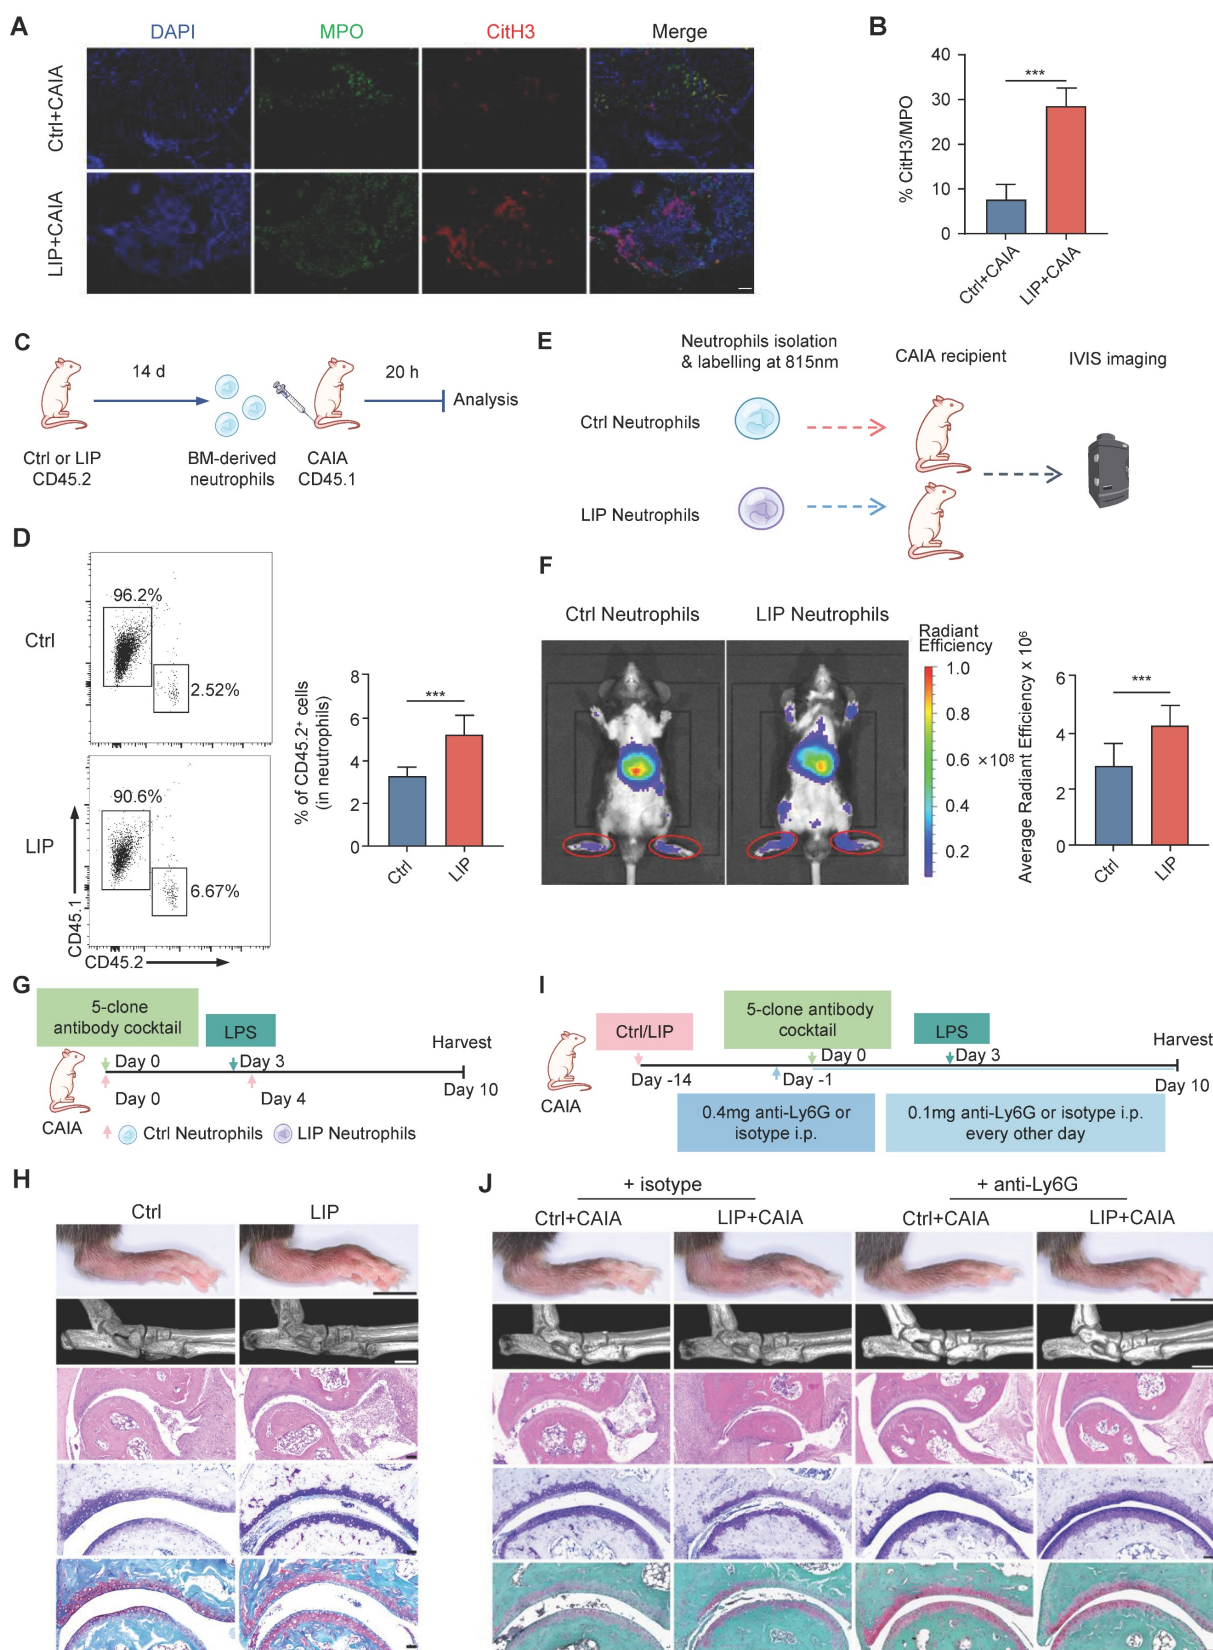 A
DAPI
MPO
CitH3
Merge
Ctrl+CAIA
LIP+CAIA
B
% CitH3/MPO
40
30
20
10
0
***
Ctrl+CAIA
LIP+CAIA
C
14 d
20 h
Analysis
Ctrl or LIP
CD45.2
BM-derived
neutrophils
CAIA
CD45.1
E
Neutrophils isolation
& labelling at 815nm
CAIA recipient
IVIS imaging
Ctrl Neutrophils
LIP Neutrophils
D
Ctrl
96.2%
2.52%
LIP
90.6%
6.67%
CD45.1
CD45.2
% of CD45.2+ cells
(in neutrophils)
8
6
4
2
0
***
Ctrl
LIP
F
Ctrl Neutrophils
LIP Neutrophils
Radiant
Efficiency
1.0
0.8
0.6 ×10⁸
0.4
0.2
Average Radiant Efficiency x 10⁶
6
4
2
0
***
Ctrl
LIP
G
5-clone
antibody cocktail
LPS
Harvest
Day 0
Day 3
Day 10
Day 0
Day 4
CAIA
Ctrl Neutrophils
LIP Neutrophils
I
Ctrl/LIP
5-clone antibody
cocktail
LPS
Harvest
Day 0
Day 3
Day -14
Day -1
Day 10
CAIA
0.4mg anti-Ly6G or
isotype i.p.
0.1mg anti-Ly6G or isotype i.p.
every other day
H
Ctrl
LIP
J
+ isotype
+ anti-Ly6G
Ctrl+CAIA
LIP+CAIA
Ctrl+CAIA
LIP+CAIA